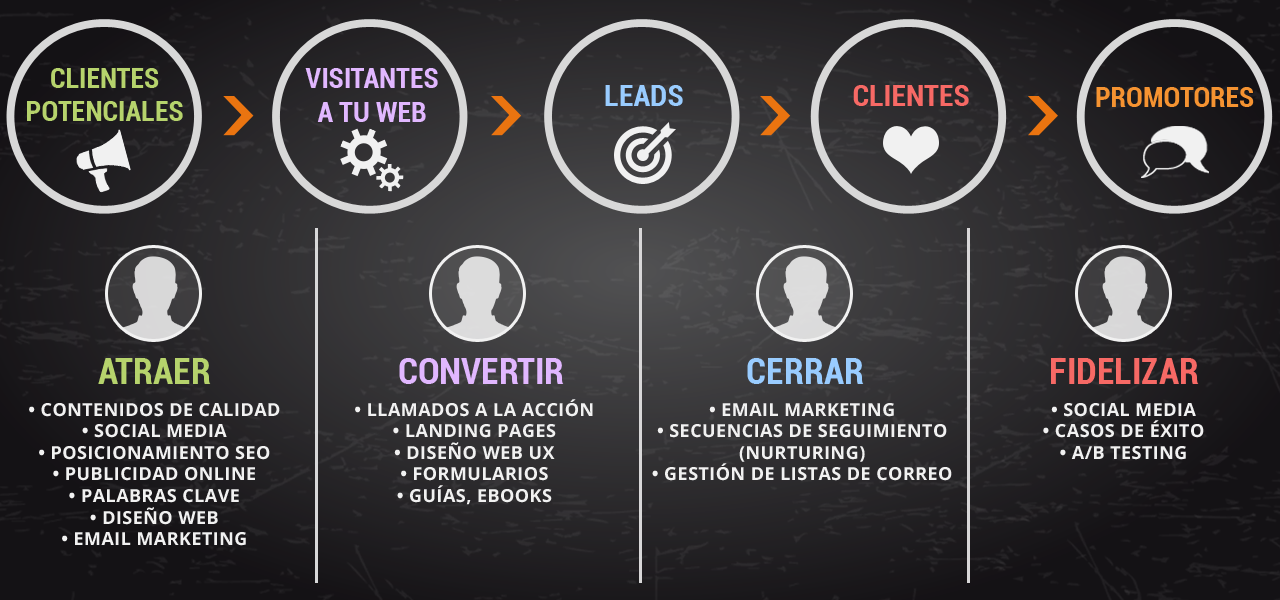 CLIENTES
POTENCIALES
VISITANTES
A TU WEB
LEADS
CLIENTES
PROMOTORES
ATRAER
• CONTENIDOS DE CALIDAD
• SOCIAL MEDIA
• POSICIONAMIENTO SEO
• PUBLICIDAD ONLINE
• PALABRAS CLAVE
• DISEÑO WEB
• EMAIL MARKETING
CONVERTIR
• LLAMADOS A LA ACCIÓN
• LANDING PAGES
• DISEÑO WEB UX
• FORMULARIOS
• GUÍAS, EBOOKS
CERRAR
• EMAIL MARKETING
• SECUENCIAS DE SEGUIMIENTO
(NURTURING)
• GESTIÓN DE LISTAS DE CORREO
FIDELIZAR
• SOCIAL MEDIA
• CASOS DE ÉXITO
• A/B TESTING